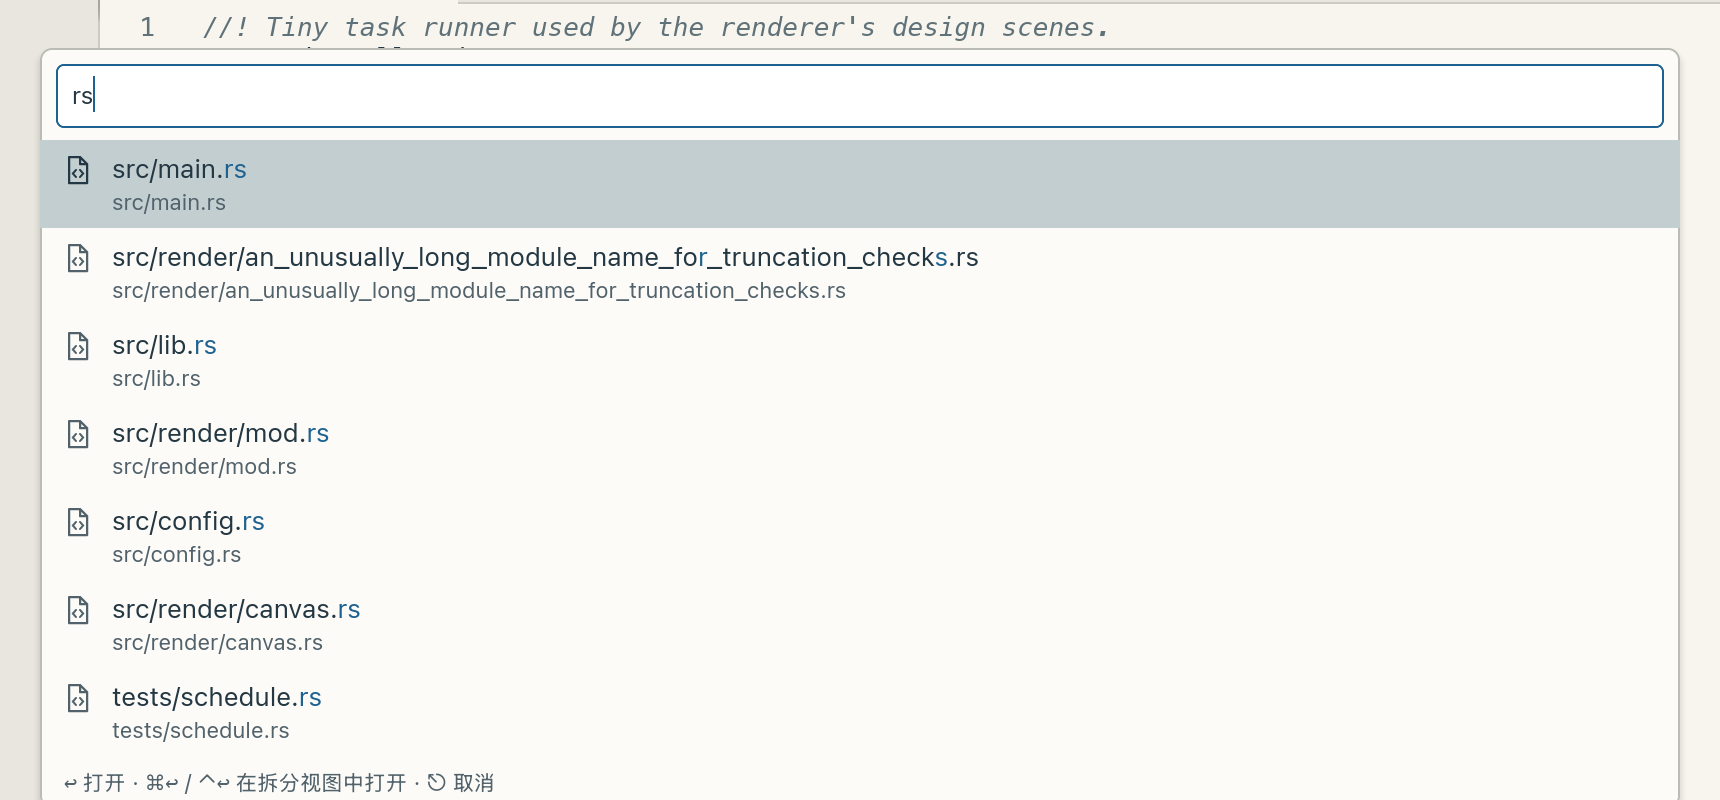 1 //! Tiny task runner used by the renderer's design scenes.
rs
src/main.rs
src/main.rs
src/render/an_unusually_long_module_name_for_truncation_checks.rs
src/render/an_unusually_long_module_name_for_truncation_checks.rs
src/lib.rs
src/lib.rs
src/render/mod.rs
src/render/mod.rs
src/config.rs
src/config.rs
src/render/canvas.rs
src/render/canvas.rs
tests/schedule.rs
tests/schedule.rs
↩ 打开 · ⌘↩ / ^↩ 在拆分视图中打开 · ⎋ 取消